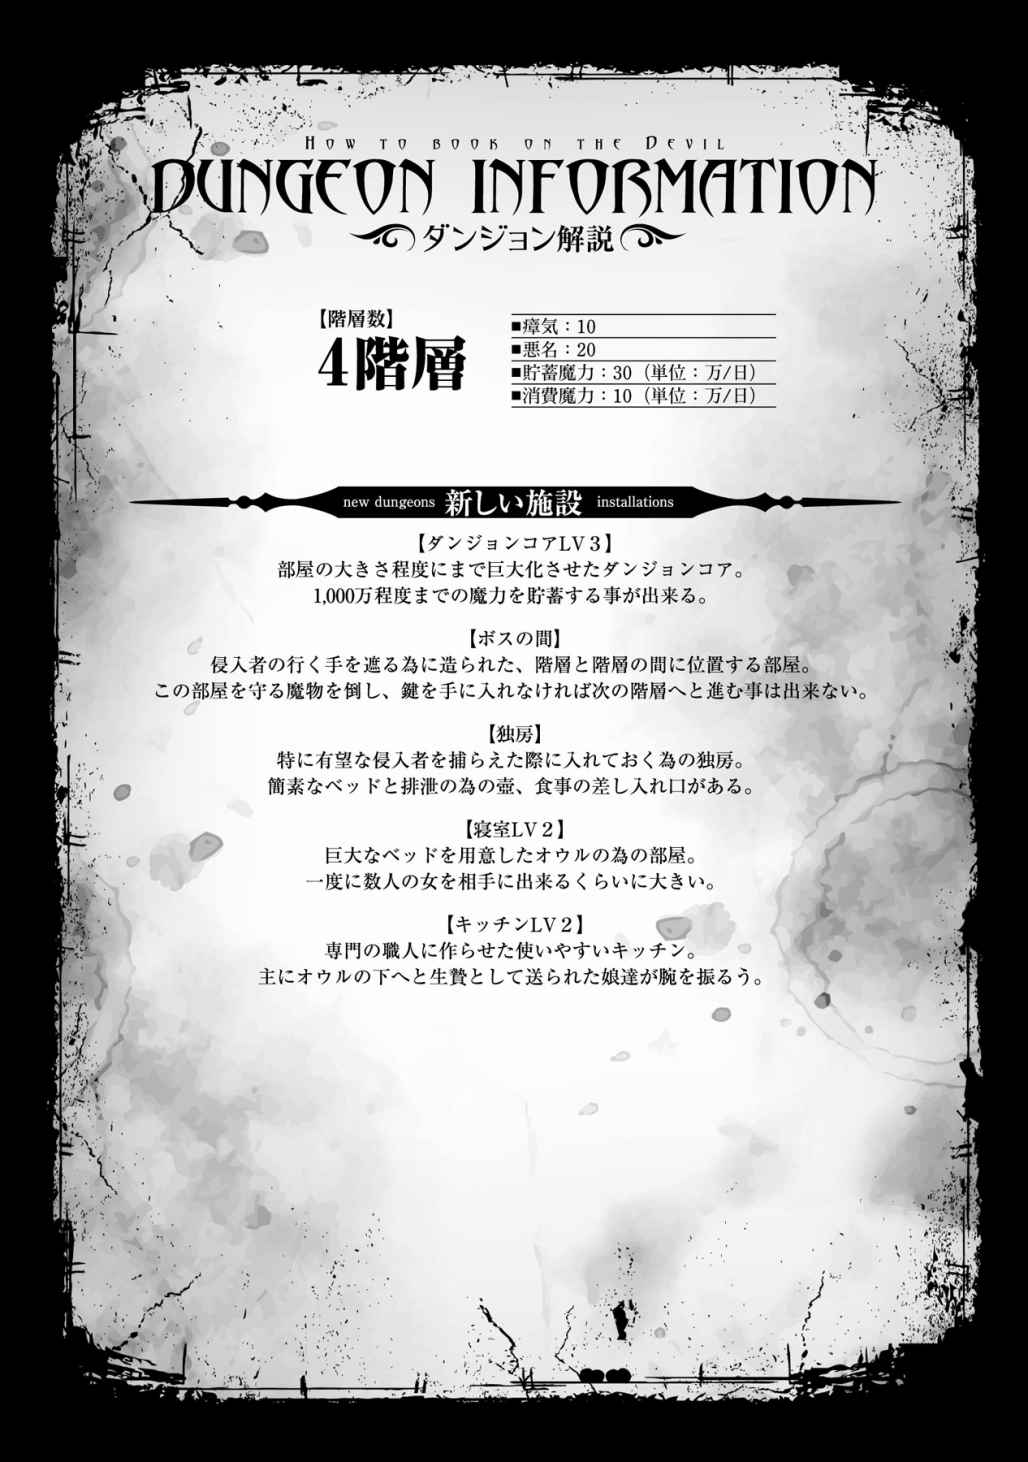 How to book on the Devil
Dungeon Information
ダンジョン解説
【階層数】
4階層
■瘴気：10
■悪名：20
■貯蓄魔力：30（単位：万/日）
■消費魔力：10（単位：万/日）
new dungeons 新しい施設 installations
【ダンジョンコアLV３】
部屋の大きさ程度にまで巨大化させたダンジョンコア。
1,000万程度までの魔力を貯蓄する事が出来る。
【ボスの間】
侵入者の行く手を遮る為に造られた、階層と階層の間に位置する部屋。
この部屋を守る魔物を倒し、鍵を手に入れなければ次の階層へと進む事は出来ない。
【独房】
特に有望な侵入者を捕らえた際に入れておく為の独房。
簡素なベッドと排泄の為の壺、食事の差し入れ口がある。
【寝室LV２】
巨大なベッドを用意したオウルの為の部屋。
一度に数人の女を相手に出来るくらいに大きい。
【キッチンLV２】
専門の職人に作らせた使いやすいキッチン。
主にオウルの下へと生贄として送られた娘達が腕を振るう。